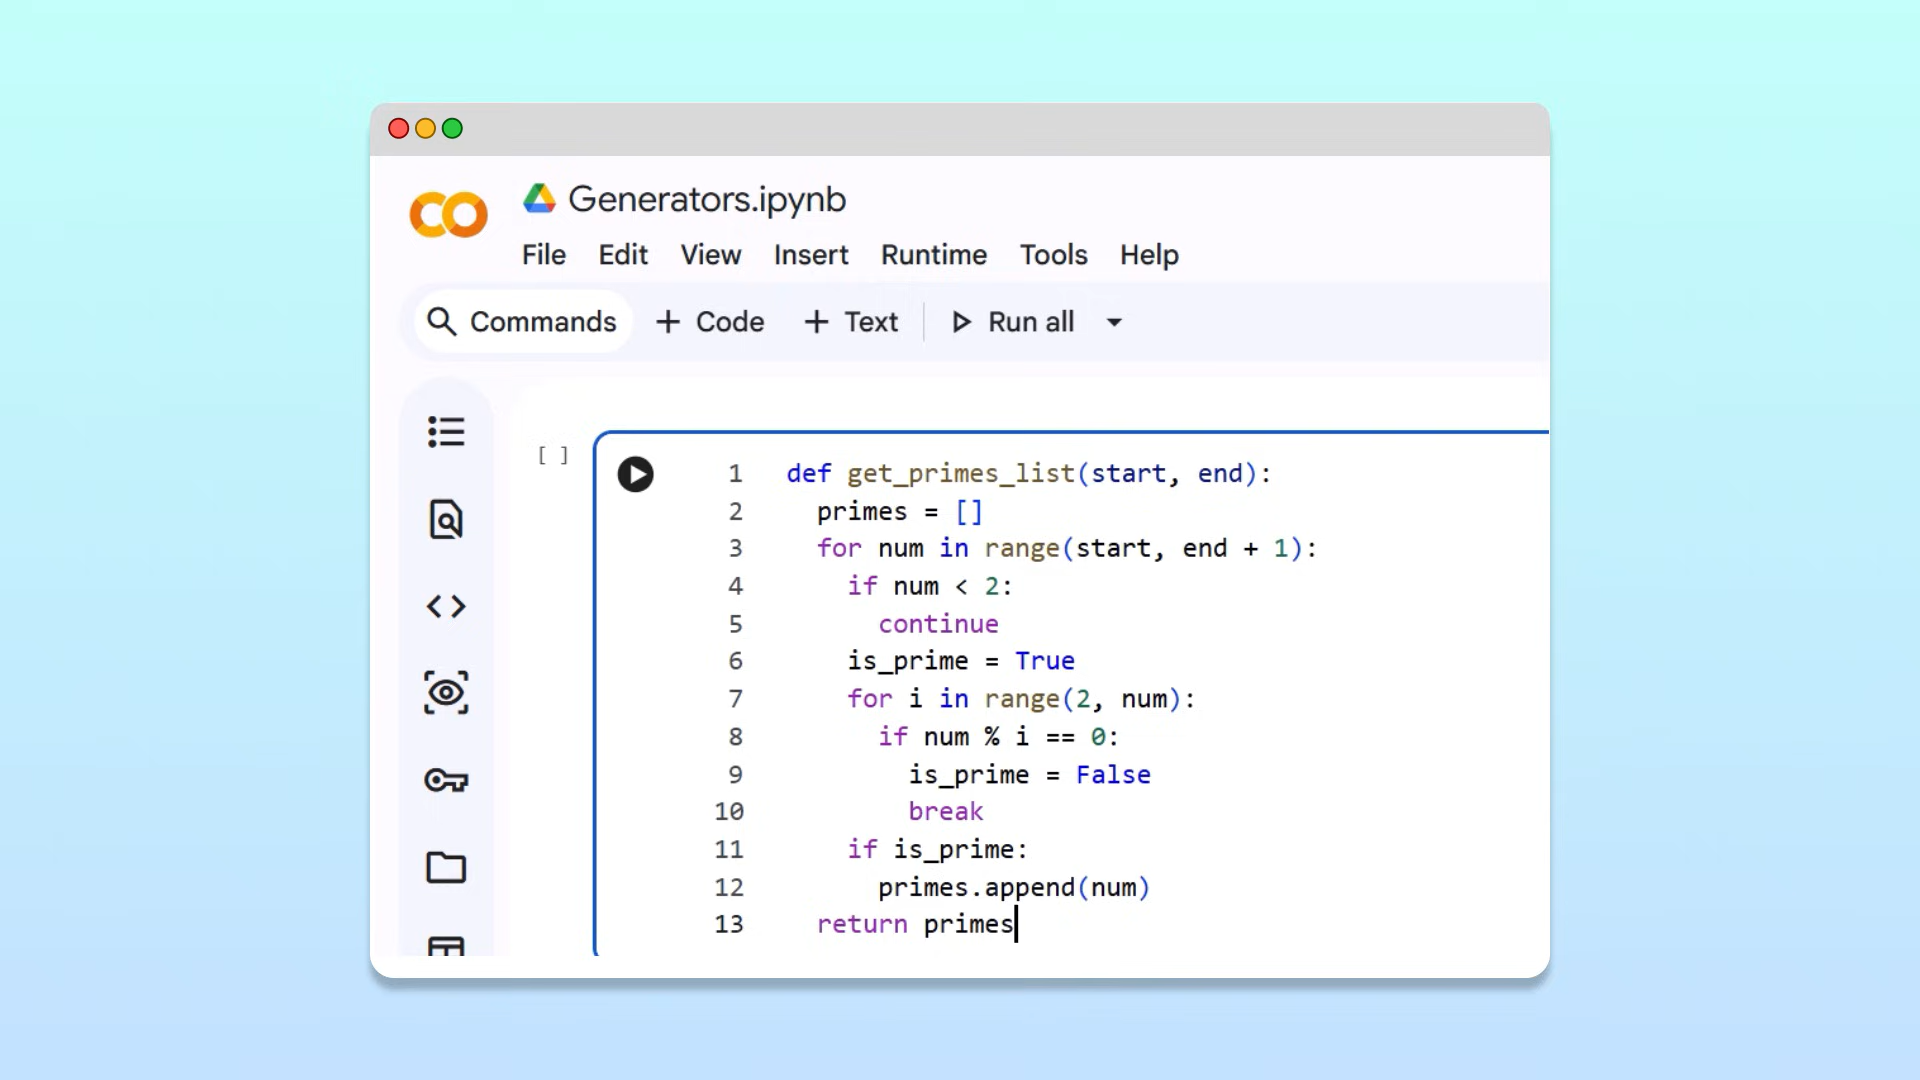 Generators.ipynb
File Edit View Insert Runtime Tools Help
Commands + Code + Text Run all
[ ]
1 def get_primes_list(start, end):
2   primes = []
3   for num in range(start, end + 1):
4     if num < 2:
5       continue
6     is_prime = True
7     for i in range(2, num):
8       if num % i == 0:
9         is_prime = False
10         break
11     if is_prime:
12       primes.append(num)
13   return primes